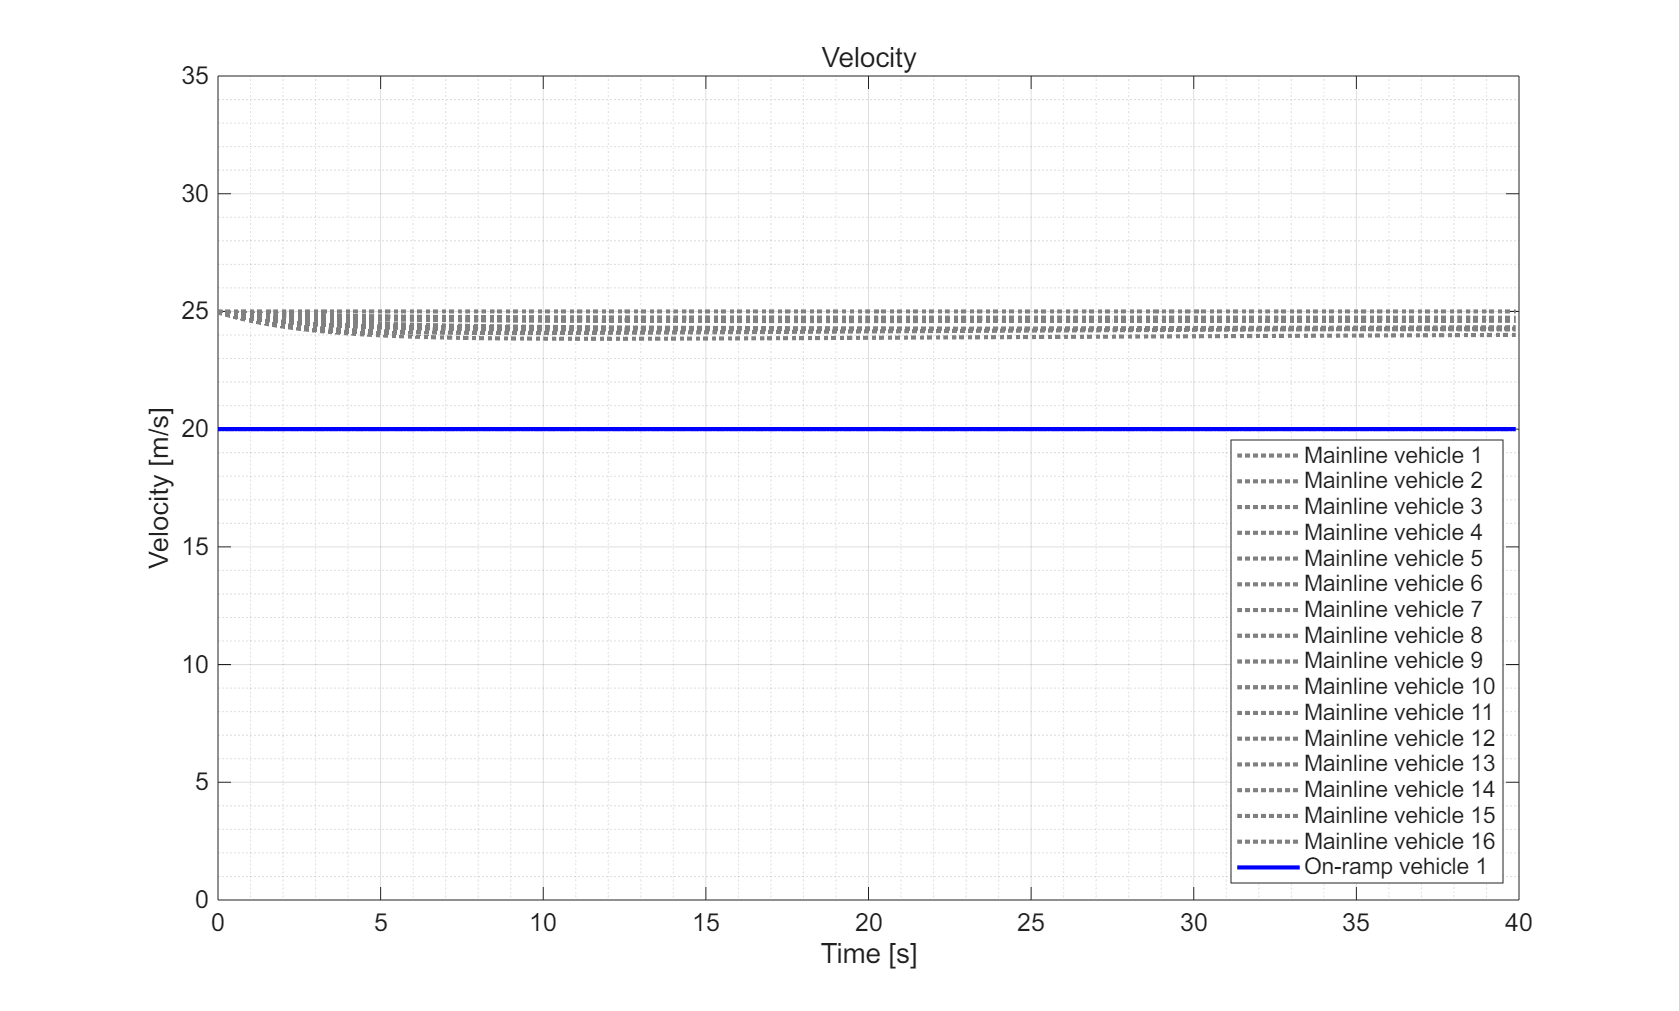 Velocity
35
30
25
20
15
10
5
0
Velocity [m/s]
0 5 10 15 20 25 30 35 40
Time [s]
Mainline vehicle 1
Mainline vehicle 2
Mainline vehicle 3
Mainline vehicle 4
Mainline vehicle 5
Mainline vehicle 6
Mainline vehicle 7
Mainline vehicle 8
Mainline vehicle 9
Mainline vehicle 10
Mainline vehicle 11
Mainline vehicle 12
Mainline vehicle 13
Mainline vehicle 14
Mainline vehicle 15
Mainline vehicle 16
On-ramp vehicle 1